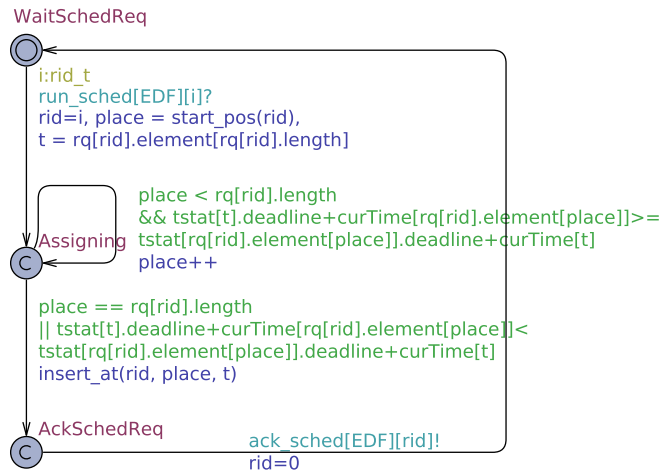 WaitSchedReq
i:rid_t
run_sched[EDF][i]?
rid=i, place = start_pos(rid),
t = rq[rid].element[rq[rid].length]
place < rq[rid].length
&& tstat[t].deadline+curTime[rq[rid].element[place]]>=
Assigning
tstat[rq[rid].element[place]].deadline+curTime[t]
place++
C
place == rq[rid].length
|| tstat[t].deadline+curTime[rq[rid].element[place]]<
tstat[rq[rid].element[place]].deadline+curTime[t]
insert_at(rid, place, t)
AckSchedReq
C
ack_sched[EDF][rid]!
rid=0